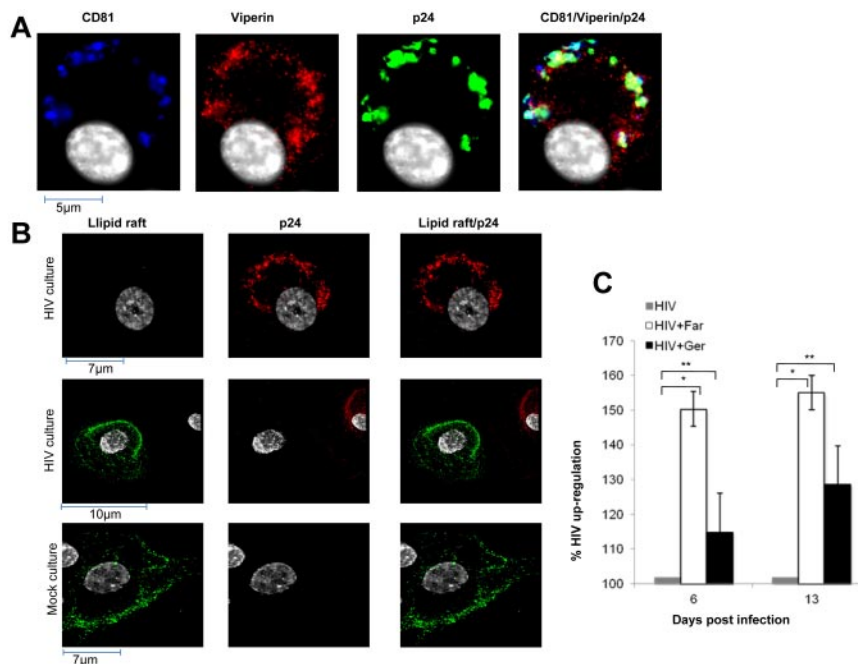 A
CD81 Viperin p24 CD81/Viperin/p24
5µm
B
Llipid raft p24 Lipid raft/p24
HIV culture
7µm
HIV culture
10µm
Mock culture
7µm
C
HIV
HIV+Far
HIV+Ger
170
160
150
140
130
120
110
100
% HIV up-regulation
** *
** *
6 13
Days post infection